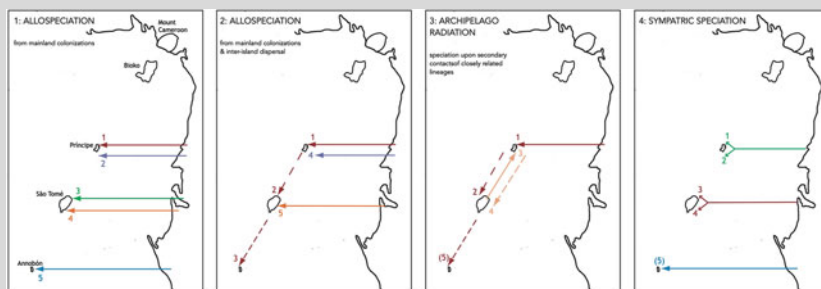 1: ALLOSPECIATION
from mainland colonizations
Mount
Cameroon
Bioko
Príncipe
1
2
São Tomé
3
4
Annobón
5
2: ALLOSPECIATION
from mainland colonizations
& inter-island dispersal
1
4
2
5
3
3: ARCHIPELAGO
RADIATION
speciation upon secondary
contactsof closely related
lineages
1
3
2
4
(5)
4: SYMPATRIC SPECIATION
1
2
3
4
(5)